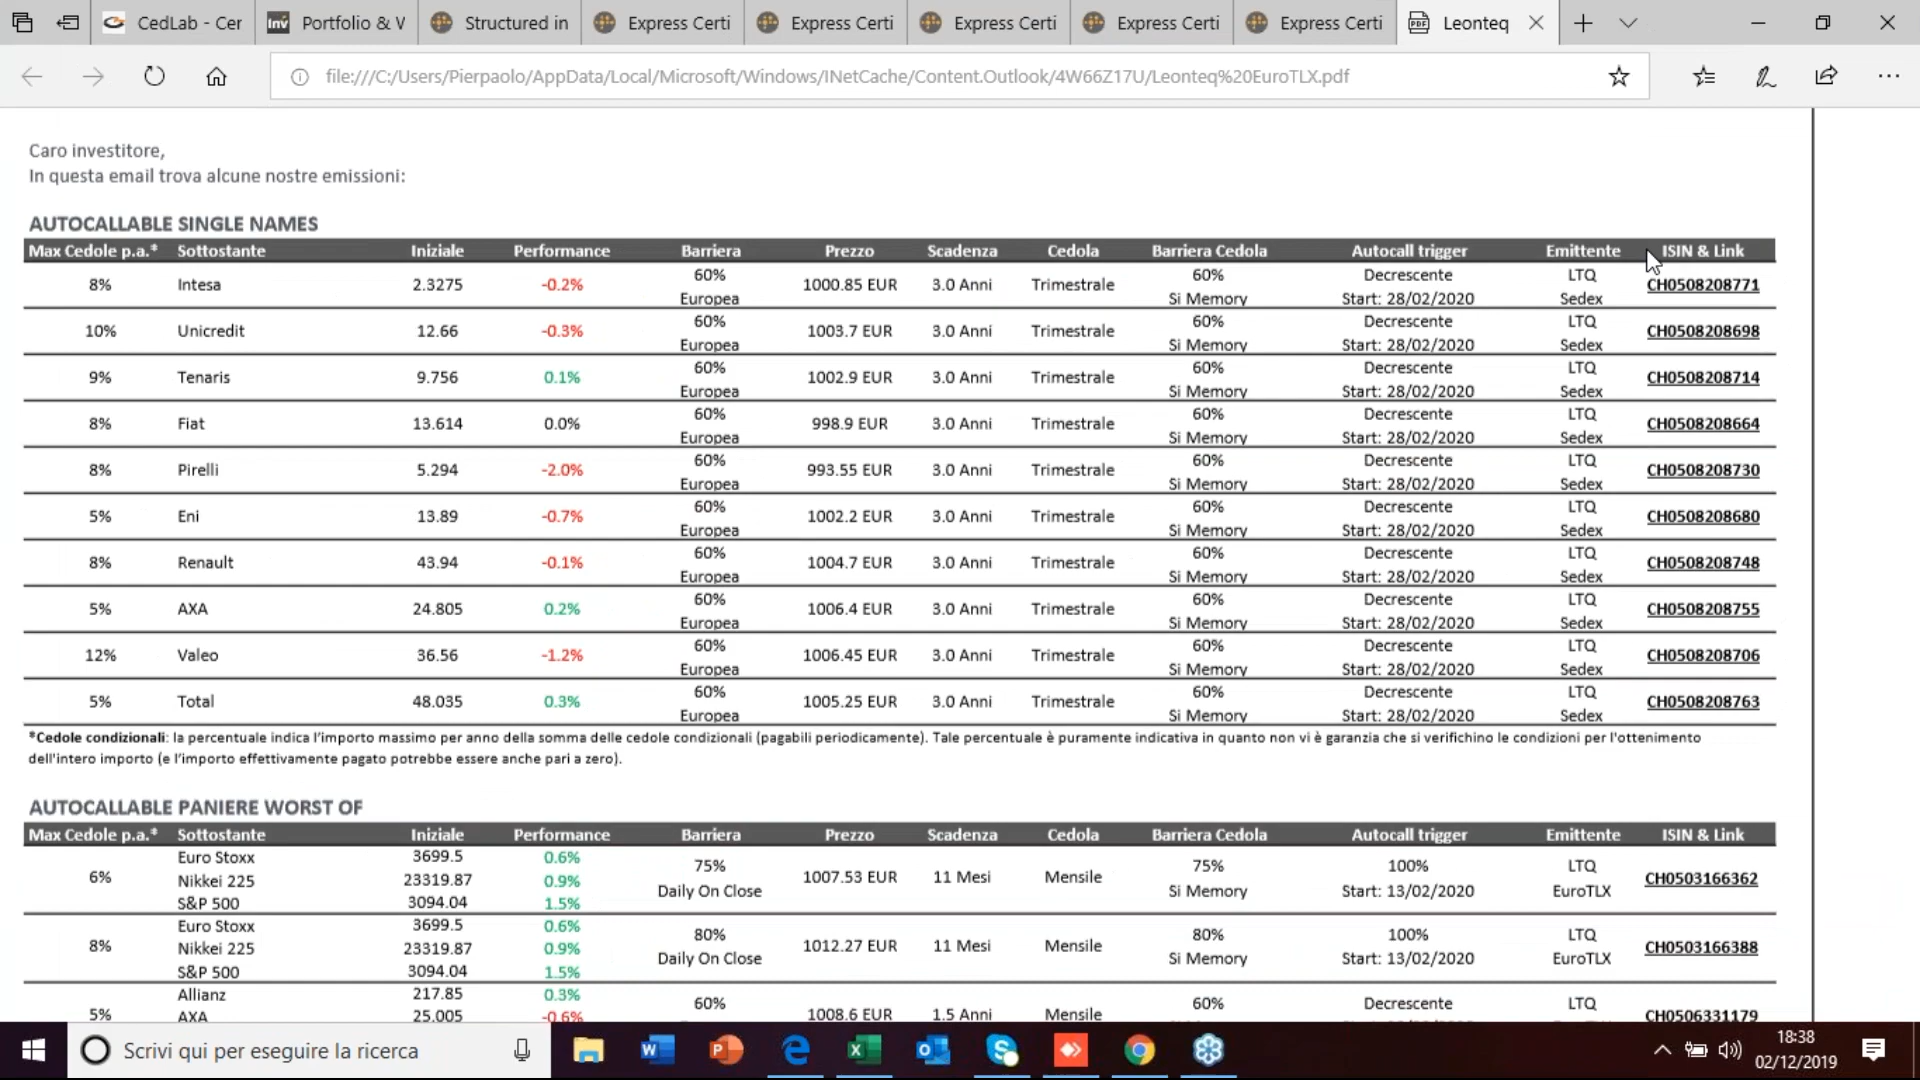 CedLab - Cer
Inv Portfolio & V
Structured in
Express Certi
Express Certi
Express Certi
Express Certi
Express Certi
PDF Leonteq
file:///C:/Users/Pierpaolo/AppData/Local/Microsoft/Windows/INetCache/Content.Outlook/4W66Z17U/Leonteq%20EuroTLX.pdf
Caro investitore,
In questa email trova alcune nostre emissioni:
AUTOCALLABLE SINGLE NAMES
Max Cedole p.a.* Sottostante Iniziale Performance Barriera Prezzo Scadenza Cedola Barriera Cedola Autocall trigger Emittente ISIN & Link
60% 60% Decrescente LTQ
8% Intesa 2.3275 -0.2% 1000.85 EUR 3.0 Anni Trimestrale CH0508208771
Europea Si Memory Start: 28/02/2020 Sedex
60% 60% Decrescente LTQ
10% Unicredit 12.66 -0.3% 1003.7 EUR 3.0 Anni Trimestrale CH0508208698
Europea Si Memory Start: 28/02/2020 Sedex
60% 60% Decrescente LTQ
9% Tenaris 9.756 0.1% 1002.9 EUR 3.0 Anni Trimestrale CH0508208714
Europea Si Memory Start: 28/02/2020 Sedex
60% 60% Decrescente LTQ
8% Fiat 13.614 0.0% 998.9 EUR 3.0 Anni Trimestrale CH0508208664
Europea Si Memory Start: 28/02/2020 Sedex
60% 60% Decrescente LTQ
8% Pirelli 5.294 -2.0% 993.55 EUR 3.0 Anni Trimestrale CH0508208730
Europea Si Memory Start: 28/02/2020 Sedex
60% 60% Decrescente LTQ
5% Eni 13.89 -0.7% 1002.2 EUR 3.0 Anni Trimestrale CH0508208680
Europea Si Memory Start: 28/02/2020 Sedex
60% 60% Decrescente LTQ
8% Renault 43.94 -0.1% 1004.7 EUR 3.0 Anni Trimestrale CH0508208748
Europea Si Memory Start: 28/02/2020 Sedex
60% 60% Decrescente LTQ
5% AXA 24.805 0.2% 1006.4 EUR 3.0 Anni Trimestrale CH0508208755
Europea Si Memory Start: 28/02/2020 Sedex
60% 60% Decrescente LTQ
12% Valeo 36.56 -1.2% 1006.45 EUR 3.0 Anni Trimestrale CH0508208706
Europea Si Memory Start: 28/02/2020 Sedex
60% 60% Decrescente LTQ
5% Total 48.035 0.3% 1005.25 EUR 3.0 Anni Trimestrale CH0508208763
Europea Si Memory Start: 28/02/2020 Sedex
*Cedole condizionali: la percentuale indica l'importo massimo per anno della somma delle cedole condizionali (pagabili periodicamente). Tale percentuale è puramente indicativa in quanto non vi è garanzia che si verifichino le condizioni per l'ottenimento
dell'intero importo (e l'importo effettivamente pagato potrebbe essere anche pari a zero).
AUTOCALLABLE PANIERE WORST OF
Max Cedole p.a.* Sottostante Iniziale Performance Barriera Prezzo Scadenza Cedola Barriera Cedola Autocall trigger Emittente ISIN & Link
Euro Stoxx 3699.5 0.6% 75% 75% 100% LTQ
6% Nikkei 225 23319.87 0.9% 1007.53 EUR 11 Mesi Mensile CH0503166362
S&P 500 3094.04 1.5% Daily On Close Si Memory Start: 13/02/2020 EuroTLX
Euro Stoxx 3699.5 0.6% 80% 80% 100% LTQ
8% Nikkei 225 23319.87 0.9% 1012.27 EUR 11 Mesi Mensile CH0503166388
S&P 500 3094.04 1.5% Daily On Close Si Memory Start: 13/02/2020 EuroTLX
Allianz 217.85 0.3% 60% 60% Decrescente LTQ
5% AXA 25.005 -0.6% 1008.6 EUR 1.5 Anni Mensile CH0506331179
Scrivi qui per eseguire la ricerca
18:38
02/12/2019